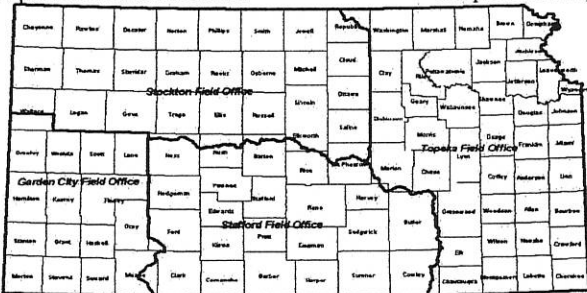 Cheyenne Rawlins Decatur Norton Phillips Smith Jewell Republic Washington Marshall Nemaha Brown Doniphan
Sherman Thomas Sheridan Graham Rooks Osborne Mitchell Cloud Clay Riley Pottawatomie Jackson Atchison Jefferson Leavenworth
Stockton Field Office
Wallace Logan Gove Trego Ellis Russell Lincoln Ottawa Saline Ellsworth Dickinson Geary Wabaunsee Shawnee Douglas Johnson
Topeka Field Office
Greeley Wichita Scott Lane Ness Rush Barton Rice Marion Morris Chase Lyon Osage Franklin Miami
Garden City Field Office
Hamilton Kearny Finney Hodgeman Pawnee Stafford Reno Harvey Coffey Anderson Linn
Stafford Field Office
Stanton Grant Haskell Gray Ford Edwards Kiowa Pratt Kingman Sedgwick Butler Greenwood Woodson Allen Bourbon
Morton Stevens Seward Meade Clark Comanche Barber Harper Sumner Cowley Elk Chautauqua Wilson Montgomery Neosho Labette Crawford Cherokee